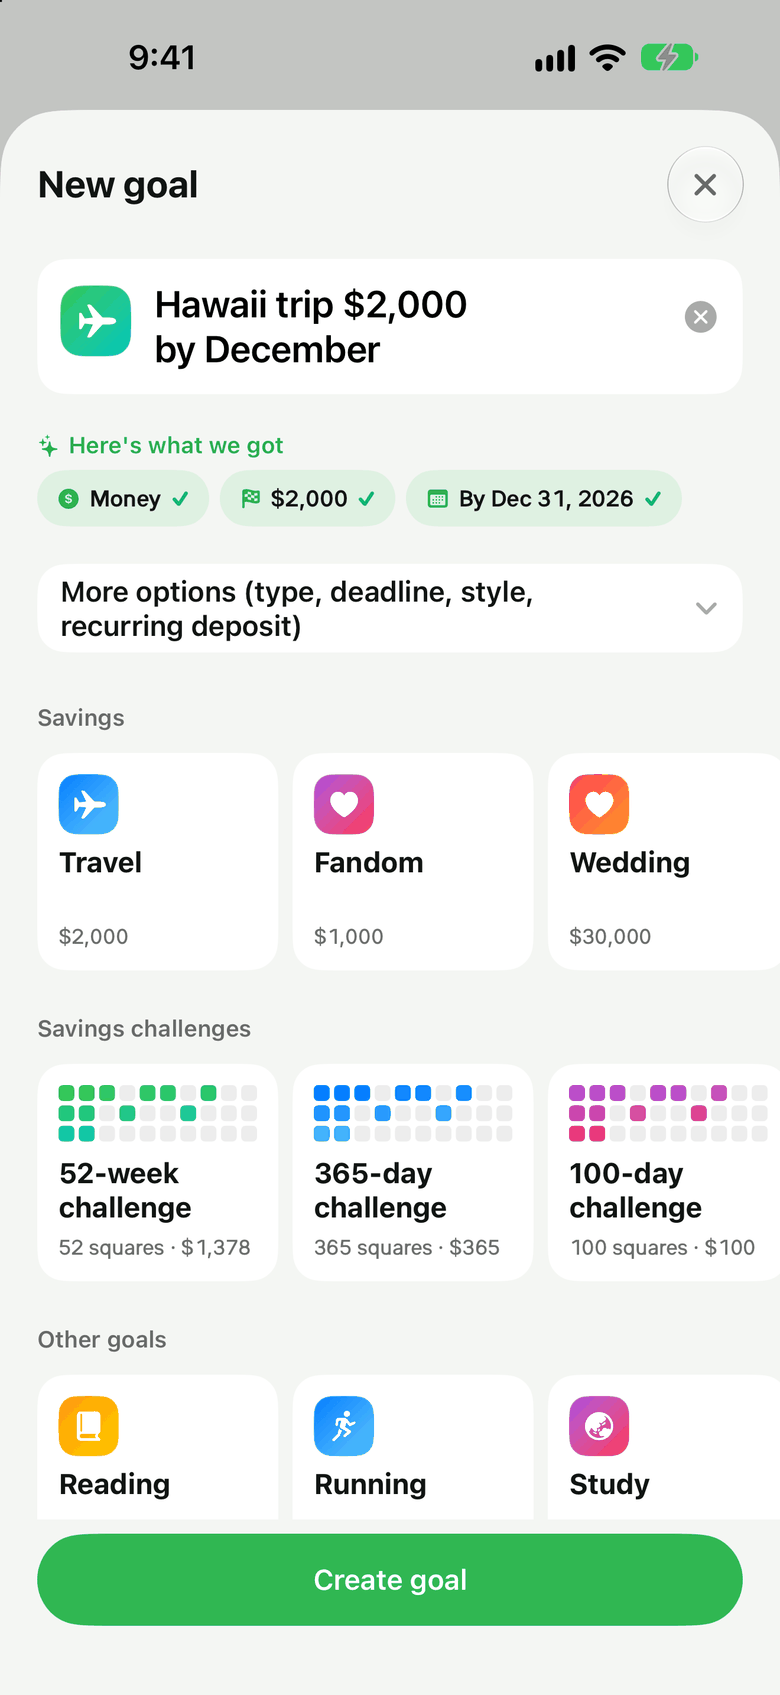 9:41
New goal
Hawaii trip $2,000
by December
Here's what we got
Money
$2,000
By Dec 31, 2026
More options (type, deadline, style,
recurring deposit)
Savings
Travel
$2,000
Fandom
$1,000
Wedding
$30,000
Savings challenges
52-week
challenge
52 squares · $1,378
365-day
challenge
365 squares · $365
100-day
challenge
100 squares · $100
Other goals
Reading
Running
Study
Create goal